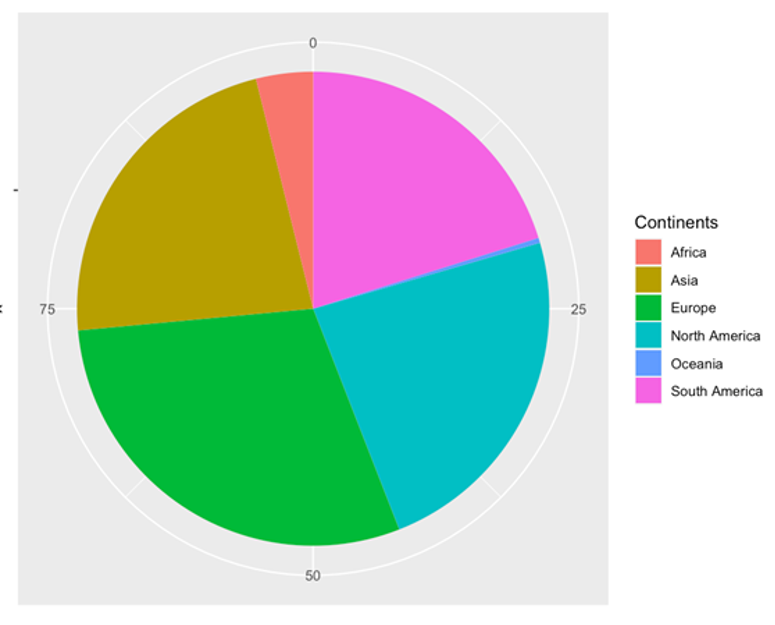 0
25
50
75
Continents
Africa
Asia
Europe
North America
Oceania
South America